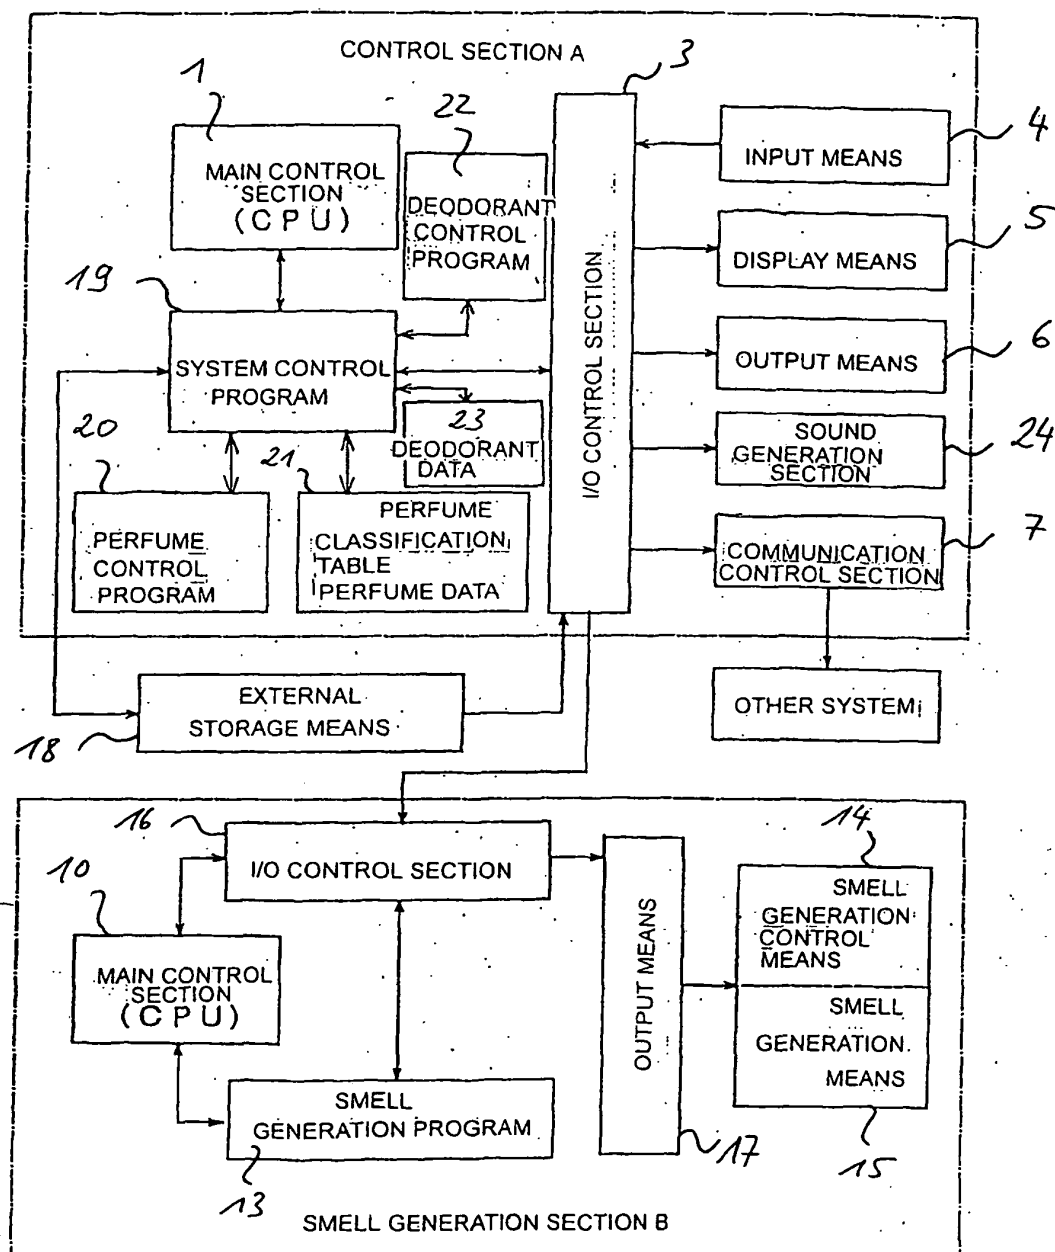 CONTROL SECTION A
1
MAIN CONTROL
SECTION
(CPU)
22
DEODORANT
CONTROL
PROGRAM
3
I/O CONTROL SECTION
4
INPUT MEANS
5
DISPLAY MEANS
6
OUTPUT MEANS
24
SOUND
GENERATION
SECTION
7
COMMUNICATION
CONTROL SECTION
OTHER SYSTEM
19
SYSTEM CONTROL
PROGRAM
23
DEODORANT
DATA
20
PERFUME
CONTROL
PROGRAM
21
PERFUME
CLASSIFICATION
TABLE
PERFUME DATA
EXTERNAL
STORAGE MEANS
18
16
I/O CONTROL SECTION
10
MAIN CONTROL
SECTION
(CPU)
SMELL
GENERATION PROGRAM
13
OUTPUT MEANS
17
14
SMELL
GENERATION
CONTROL
MEANS
SMELL
GENERATION
MEANS
15
SMELL GENERATION SECTION B